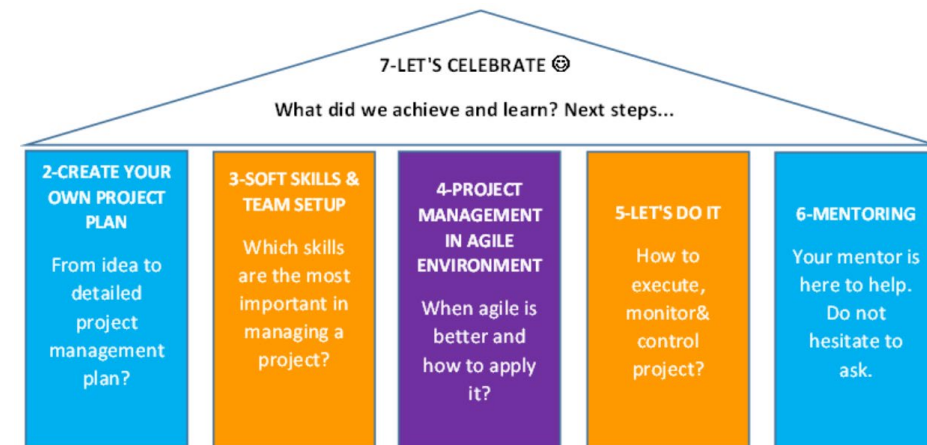 7-LET'S CELEBRATE ☺
What did we achieve and learn? Next steps...
2-CREATE YOUR
OWN PROJECT
PLAN
From idea to
detailed
project
management
plan?
3-SOFT SKILLS &
TEAM SETUP
Which skills
are the most
important in
managing a
project?
4-PROJECT
MANAGEMENT
IN AGILE
ENVIRONMENT
When agile is
better and
how to apply
it?
5-LET'S DO IT
How to
execute,
monitor&
control
project?
6-MENTORING
Your mentor is
here to help.
Do not
hesitate to
ask.